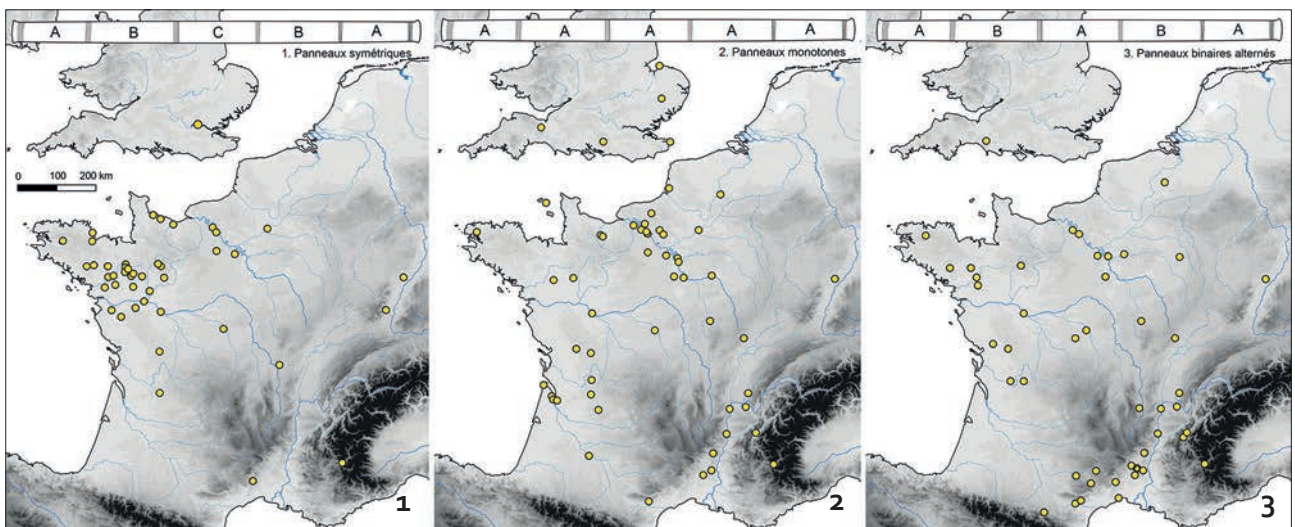 A B C B A
1. Panneaux symétriques
0 100 200 km
1
A A A A A
2. Panneaux monotones
2
A B A B A
3. Panneaux binaires alternés
3